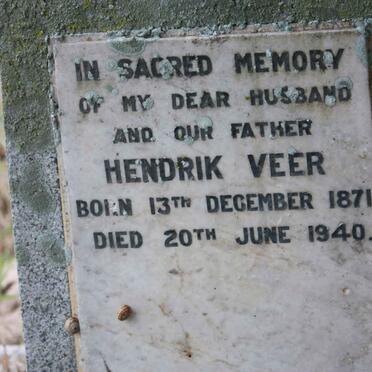 IN SACRED MEMORY
OF MY DEAR HUSBAND
AND OUR FATHER
HENDRIK VEER
BORN 13TH DECEMBER 1871
DIED 20TH JUNE 1940.